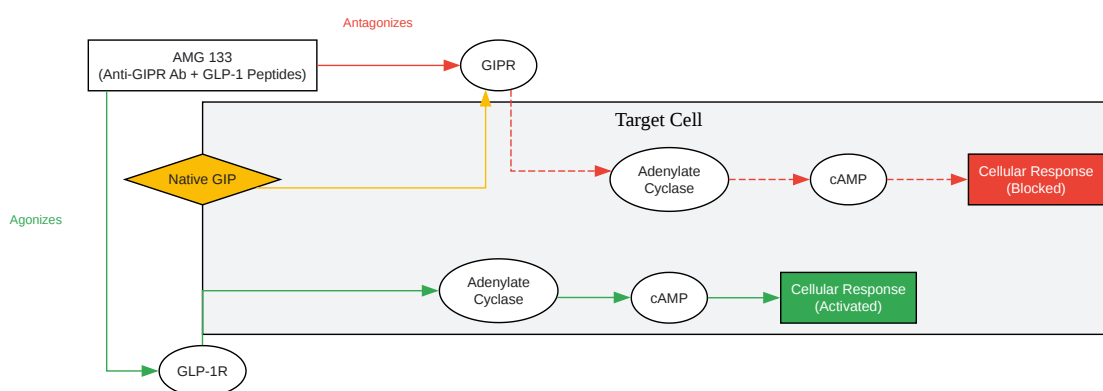 Antagonizes
AMG 133
(Anti-GIPR Ab + GLP-1 Peptides)
GIPR
Target Cell
Native GIP
Adenylate
Cyclase
cAMP
Cellular Response
(Blocked)
Agonizes
Adenylate
Cyclase
cAMP
Cellular Response
(Activated)
GLP-1R